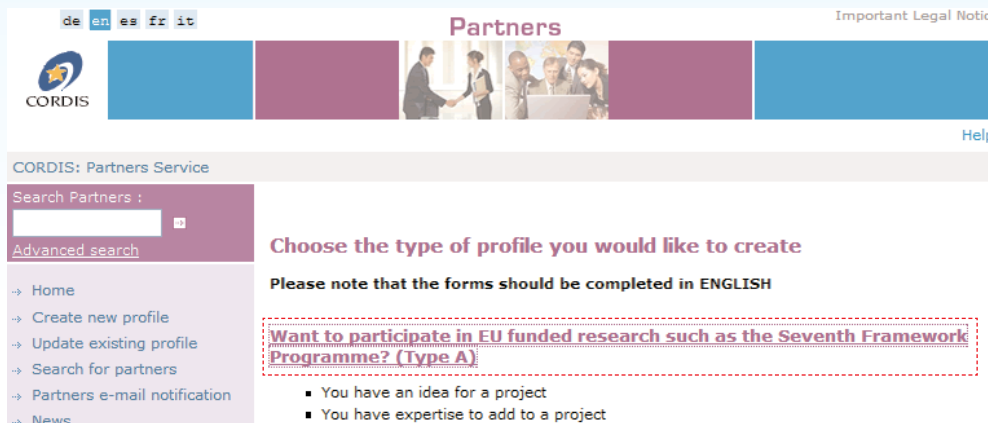 de en es fr it
Partners
Important Legal
CORDIS
CORDIS: Partners Service
Search Partners :
Advanced search
Home
Create new profile
Update existing profile
Search for partners
Partners e-mail notification
News
Choose the type of profile you would like to create
Please note that the forms should be completed in ENGLISH
Want to participate in EU funded research such as the Seventh Framework
Programme? (Type A)
You have an idea for a project
You have expertise to add to a project